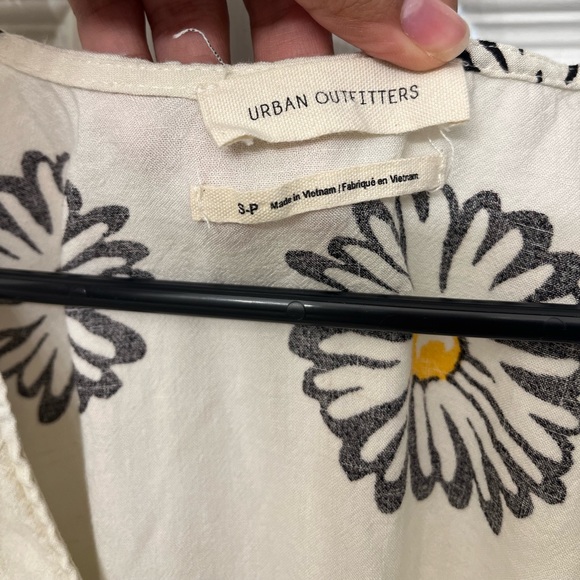 URBAN OUTFITTERS
S-P Made in Vietnam / Fabriqué en Vietnam